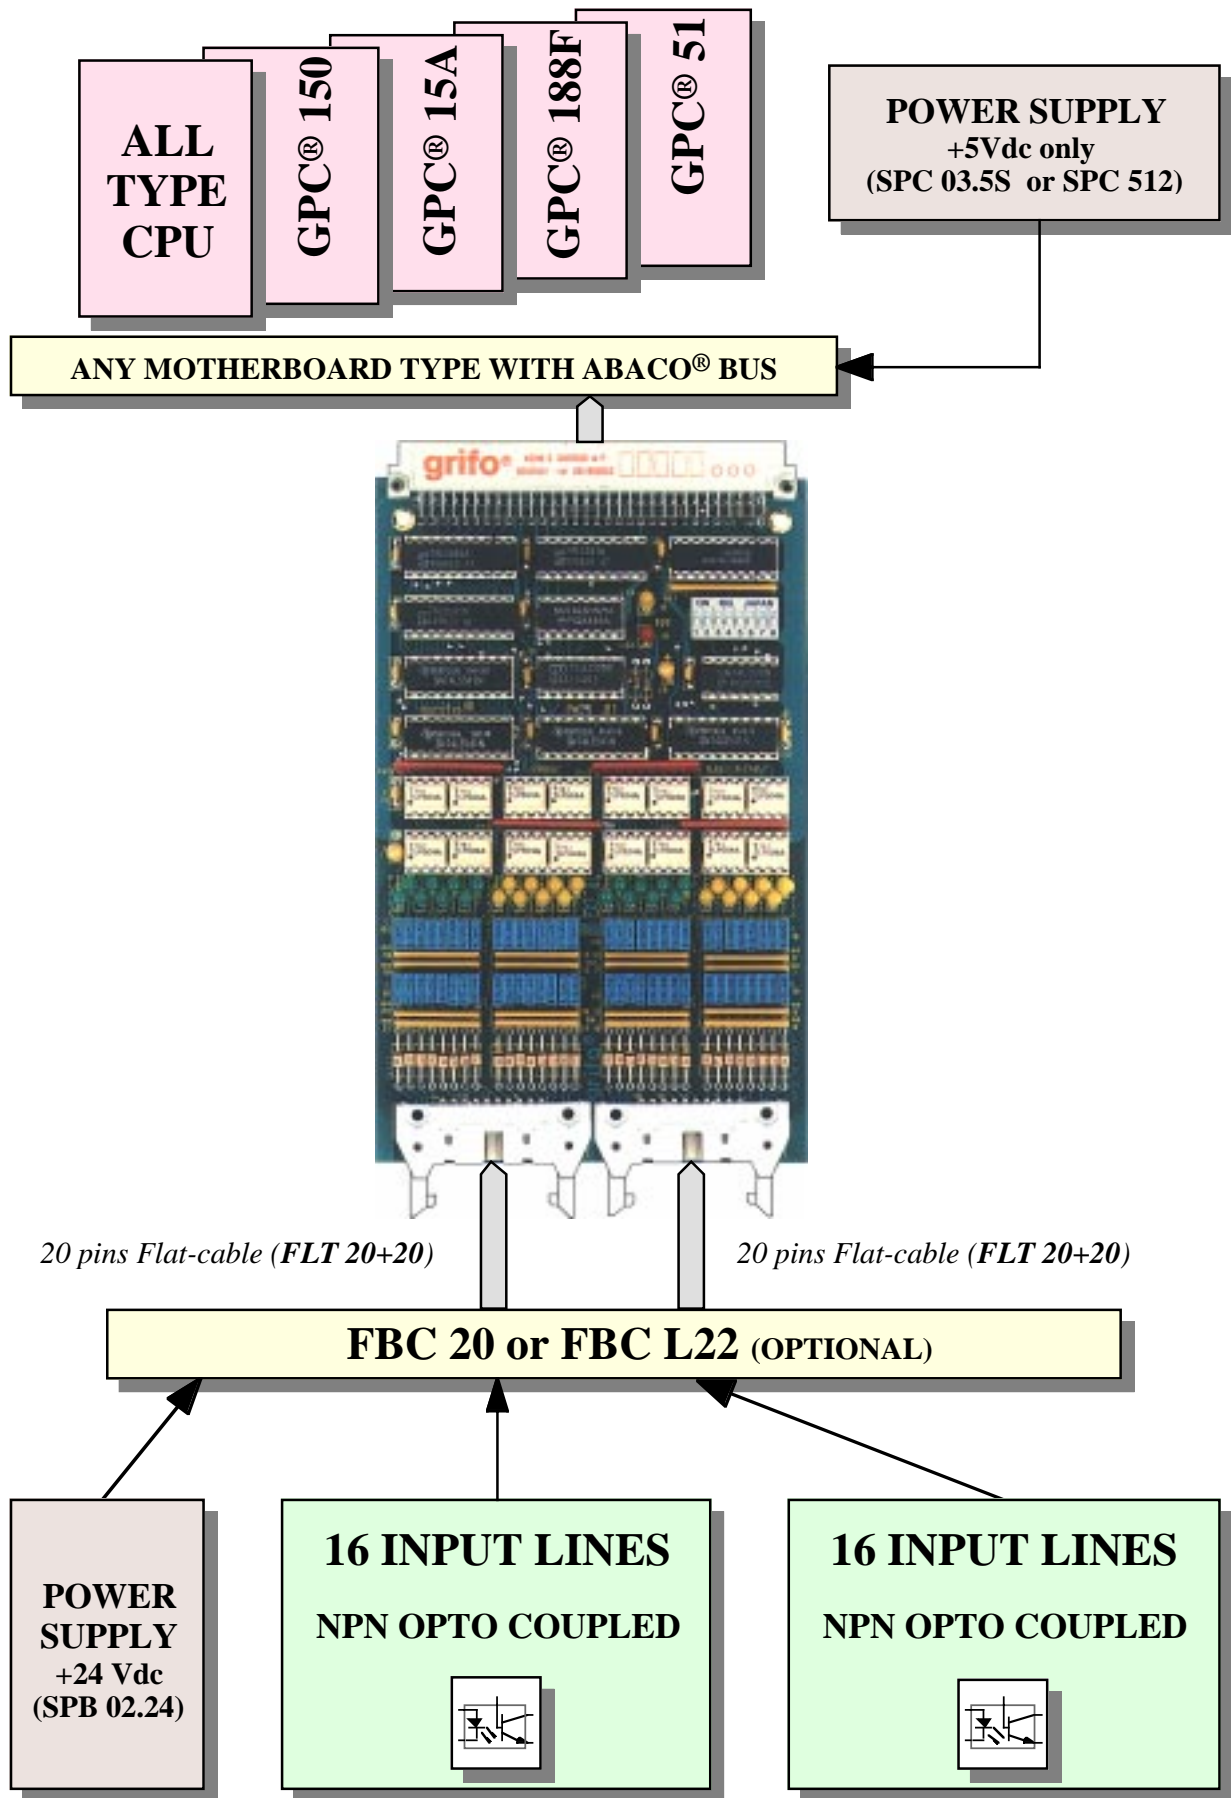 ALL
TYPE
CPU
GPC® 150
GPC® 15A
GPC® 188F
GPC® 51
POWER SUPPLY
+5Vdc only
(SPC 03.5S or SPC 512)
ANY MOTHERBOARD TYPE WITH ABACO® BUS
grifo®
20 pins Flat-cable (FLT 20+20)
20 pins Flat-cable (FLT 20+20)
FBC 20 or FBC L22 (OPTIONAL)
POWER
SUPPLY
+24 Vdc
(SPB 02.24)
16 INPUT LINES
NPN OPTO COUPLED
16 INPUT LINES
NPN OPTO COUPLED